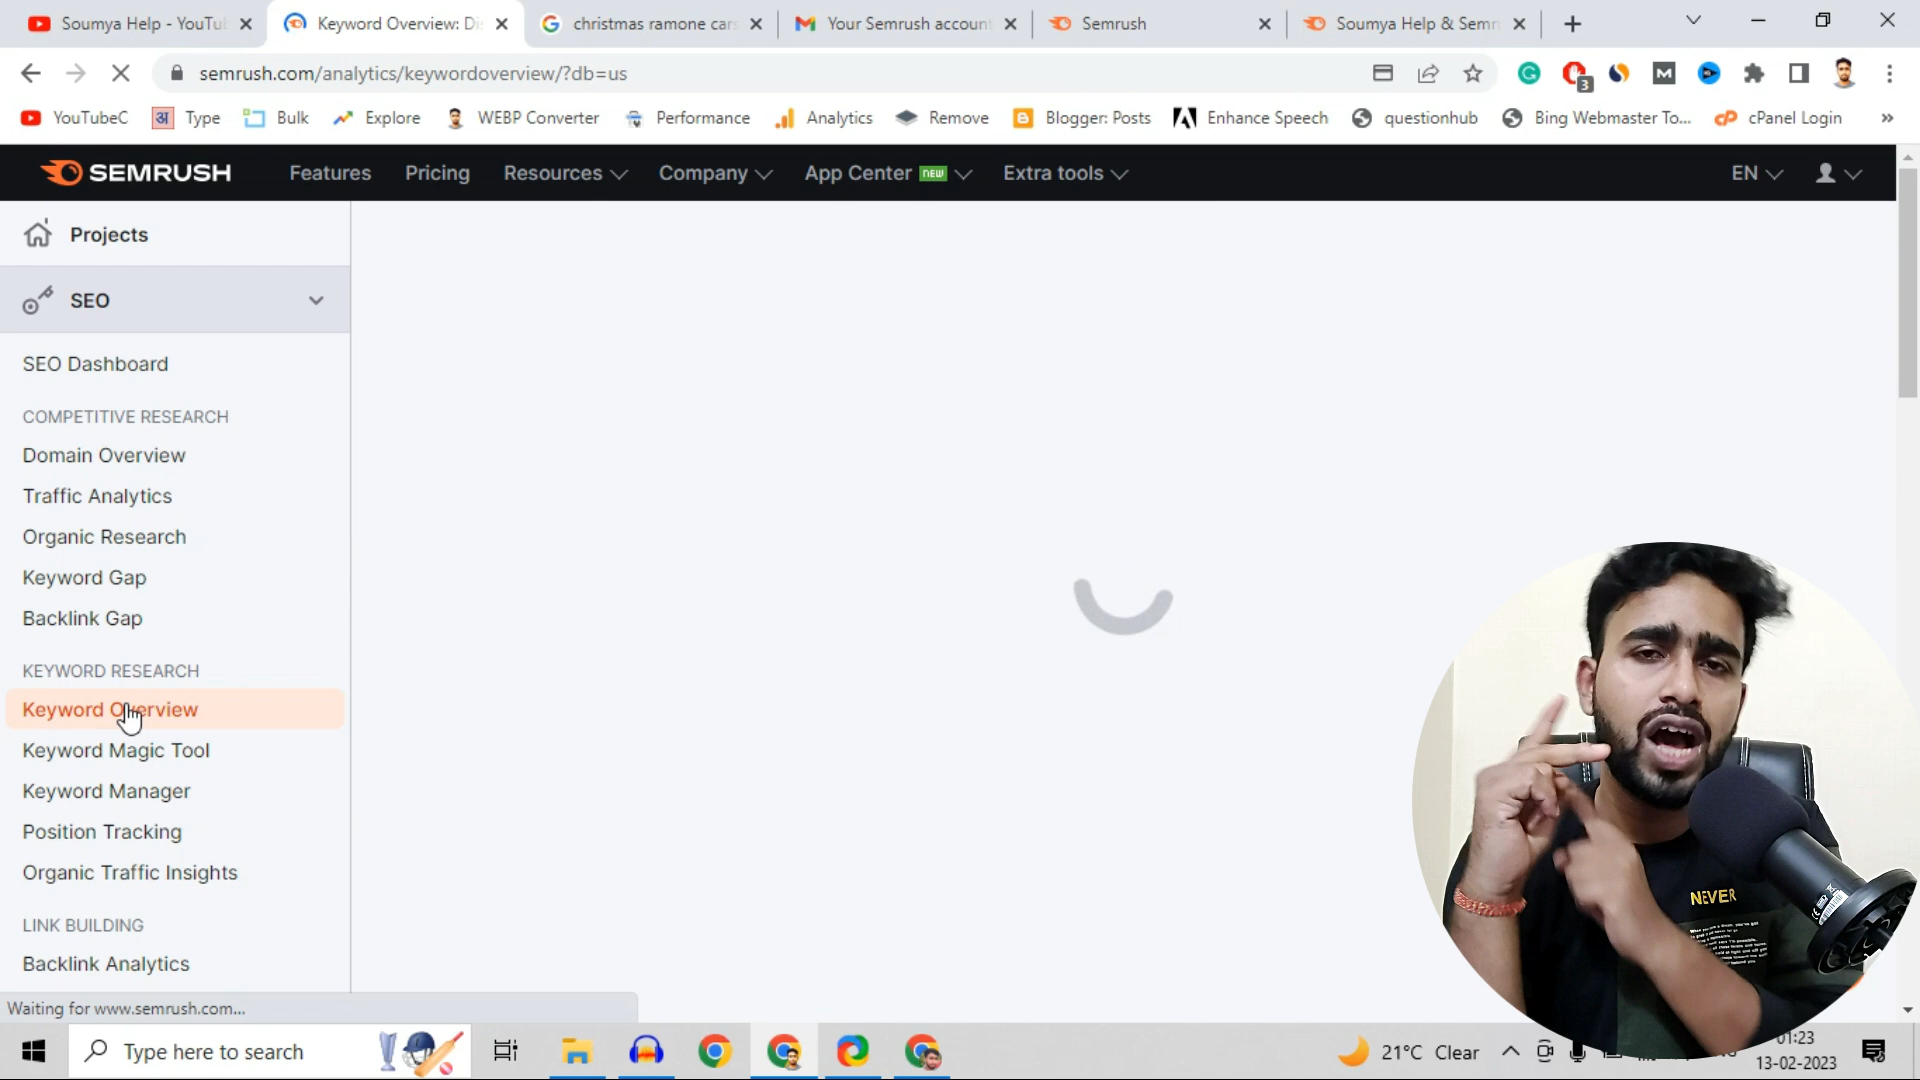 Soumya Help - YouTu
Keyword Overview: Di
christmas ramone cars
Your Semrush account
Semrush
Soumya Help & Semr
semrush.com/analytics/keywordoverview/?db=us
3
YouTubeC
अ Type
Bulk
Explore
WEBP Converter
Performance
Analytics
Remove
Blogger: Posts
Enhance Speech
questionhub
Bing Webmaster To...
cPanel Login
SEMRUSH
Features
Pricing
Resources
Company
App Center NEW
Extra tools
EN
Projects
SEO
SEO Dashboard
COMPETITIVE RESEARCH
Domain Overview
Traffic Analytics
Organic Research
Keyword Gap
Backlink Gap
KEYWORD RESEARCH
Keyword Overview
Keyword Magic Tool
Keyword Manager
Position Tracking
Organic Traffic Insights
LINK BUILDING
Backlink Analytics
Waiting for www.semrush.com...
NEVER
Type here to search
21°C Clear
01:23
13-02-2023